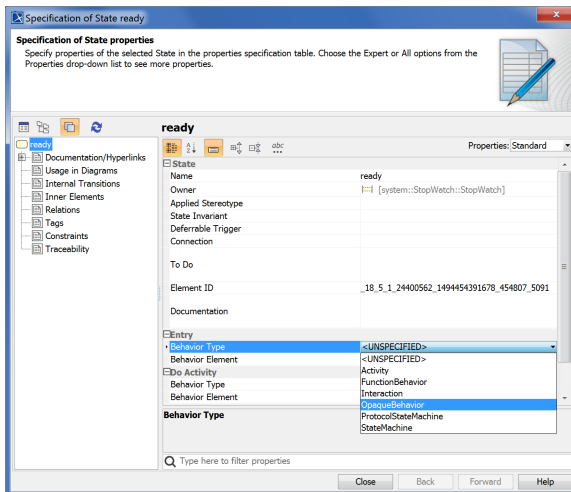 Specification of State ready
x
Specification of State properties
Specify properties of the selected State in the properties specification table. Choose the Expert or All options from the
Properties drop-down list to see more properties.
ready
Properties: Standard
ready
Documentation/Hyperlinks
Usage in Diagrams
Internal Transitions
Inner Elements
Relations
Tags
Constraints
Traceability
State
Name ready
Owner [system::StopWatch::StopWatch]
Applied Stereotype
State Invariant
Deferrable Trigger
Connection
To Do
Element ID _18_5_1_24400562_1494454391678_454807_5091
Documentation
Entry
Behavior Type <UNSPECIFIED>
Behavior Element <UNSPECIFIED>
Do Activity Activity
Behavior Type FunctionBehavior
Behavior Element Interaction
Behavior Type OpaqueBehavior
ProtocolStateMachine
StateMachine
Type here to filter properties
Close Back Forward Help